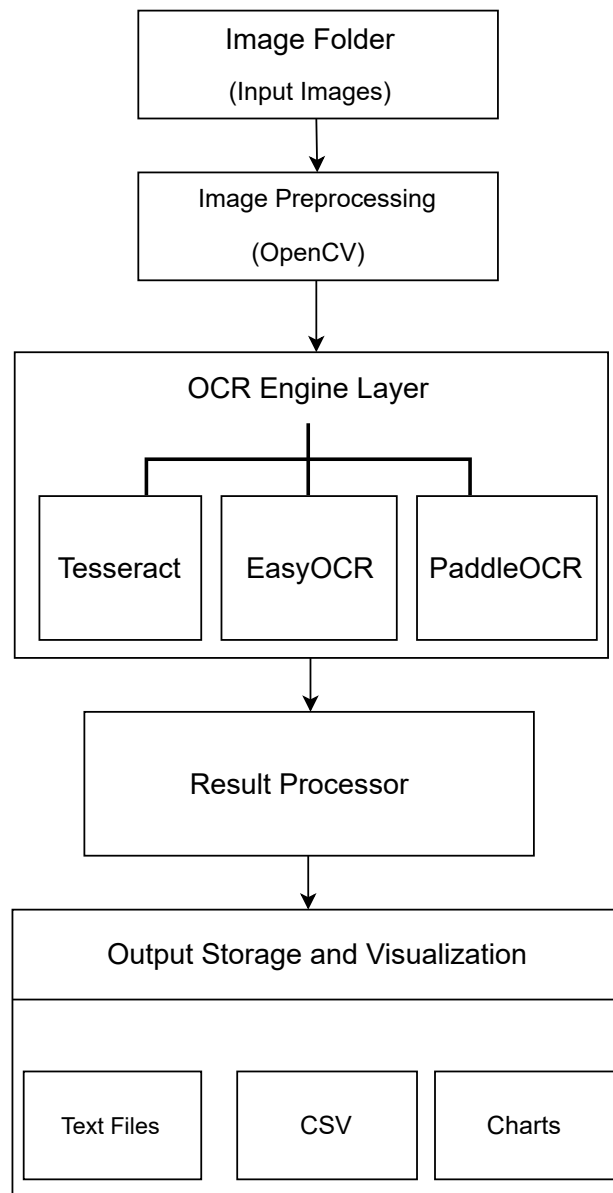 Image Folder
(Input Images)
Image Preprocessing
(OpenCV)
OCR Engine Layer
Tesseract
EasyOCR
PaddleOCR
Result Processor
Output Storage and Visualization
Text Files
CSV
Charts